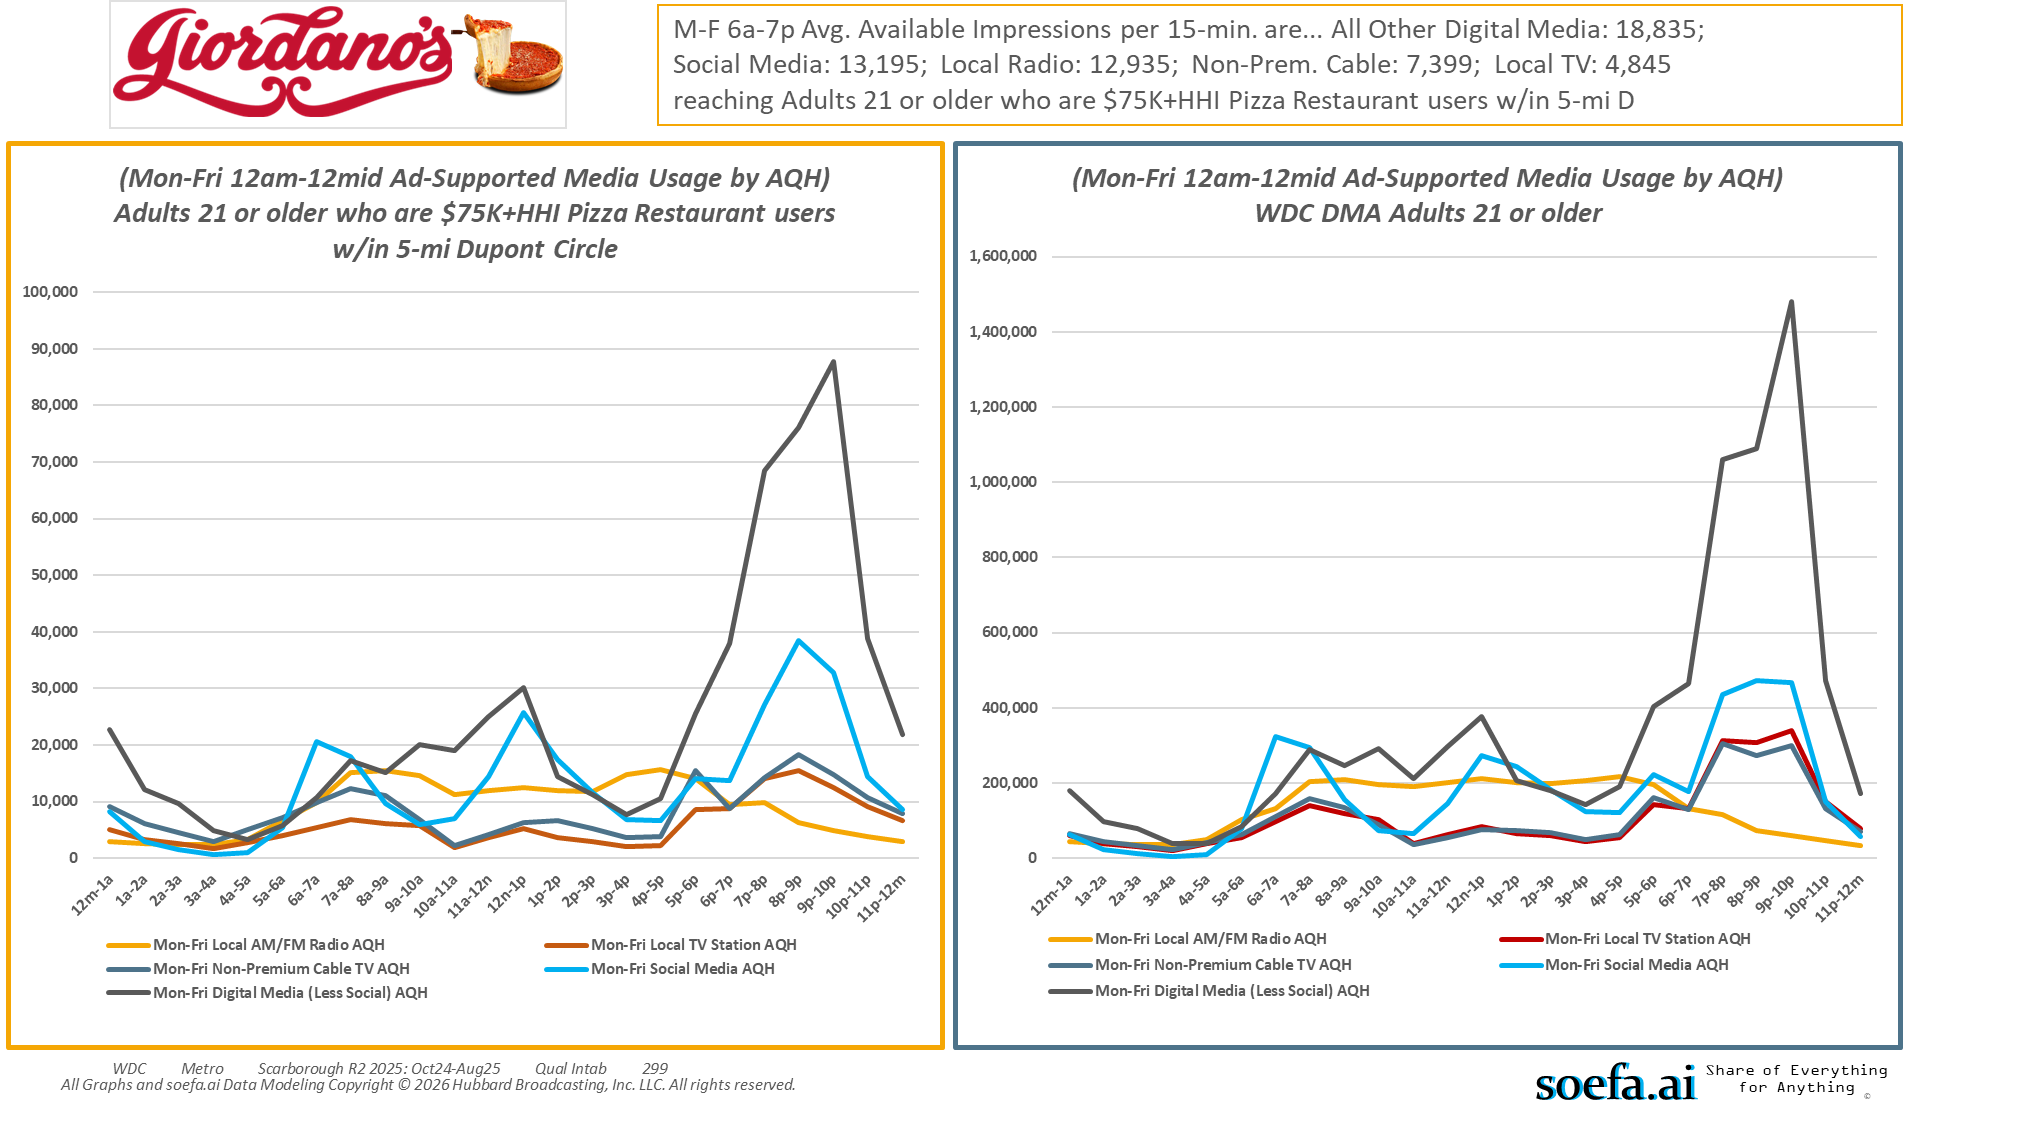 Giordano's
M-F 6a-7p Avg. Available Impressions per 15-min. are... All Other Digital Media: 18,835;
Social Media: 13,195; Local Radio: 12,935; Non-Prem. Cable: 7,399; Local TV: 4,845
reaching Adults 21 or older who are $75K+HHI Pizza Restaurant users w/in 5-mi D
(Mon-Fri 12am-12mid Ad-Supported Media Usage by AQH)
Adults 21 or older who are $75K+HHI Pizza Restaurant users
w/in 5-mi Dupont Circle
100,000
90,000
80,000
70,000
60,000
50,000
40,000
30,000
20,000
10,000
0
12m-1a
1a-2a
2a-3a
3a-4a
4a-5a
5a-6a
6a-7a
7a-8a
8a-9a
9a-10a
10a-11a
11a-12n
12n-1p
1p-2p
2p-3p
3p-4p
4p-5p
5p-6p
6p-7p
7p-8p
8p-9p
9p-10p
10p-11p
11p-12m
Mon-Fri Local AM/FM Radio AQH
Mon-Fri Local TV Station AQH
Mon-Fri Non-Premium Cable TV AQH
Mon-Fri Social Media AQH
Mon-Fri Digital Media (Less Social) AQH
(Mon-Fri 12am-12mid Ad-Supported Media Usage by AQH)
WDC DMA Adults 21 or older
1,600,000
1,400,000
1,200,000
1,000,000
800,000
600,000
400,000
200,000
0
12m-1a
1a-2a
2a-3a
3a-4a
4a-5a
5a-6a
6a-7a
7a-8a
8a-9a
9a-10a
10a-11a
11a-12n
12n-1p
1p-2p
2p-3p
3p-4p
4p-5p
5p-6p
6p-7p
7p-8p
8p-9p
9p-10p
10p-11p
11p-12m
Mon-Fri Local AM/FM Radio AQH
Mon-Fri Local TV Station AQH
Mon-Fri Non-Premium Cable TV AQH
Mon-Fri Social Media AQH
Mon-Fri Digital Media (Less Social) AQH
WDC Metro Scarborough R2 2025: Oct24-Aug25 Qual Intab 299
All Graphs and soefa.ai Data Modeling Copyright © 2026 Hubbard Broadcasting, Inc. LLC. All rights reserved.
soefa.ai
Share of Everything
for Anything ©